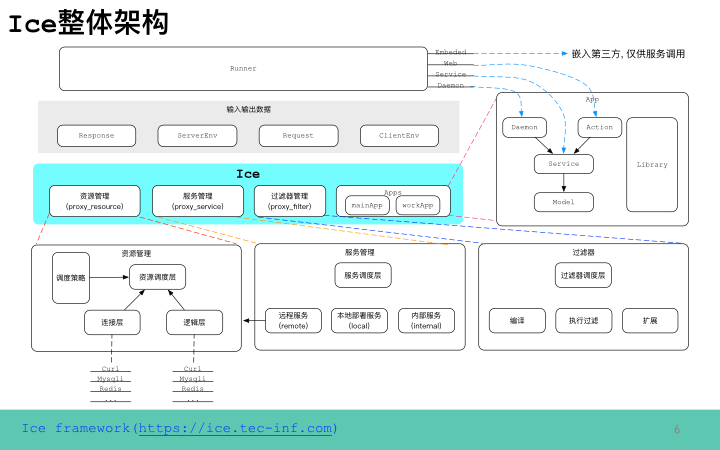 Ice整体架构
Runner
Embeded
Web
Service
Daemon
嵌入第三方, 仅供服务调用
输入输出数据
Response
ServerEnv
Request
ClientEnv
App
Daemon
Action
Service
Model
Library
Ice
资源管理
(proxy_resource)
服务管理
(proxy_service)
过滤器管理
(proxy_filter)
Apps
mainApp
workApp
资源管理
调度策略
资源调度层
连接层
逻辑层
Curl
Mysqli
Redis
...
Curl
Mysqli
Redis
...
服务管理
服务调度层
远程服务
(remote)
本地部署服务
(local)
内部服务
(internal)
过滤器
过滤器调度层
编译
执行过滤
扩展
Ice framework(https://ice.tec-inf.com)
6